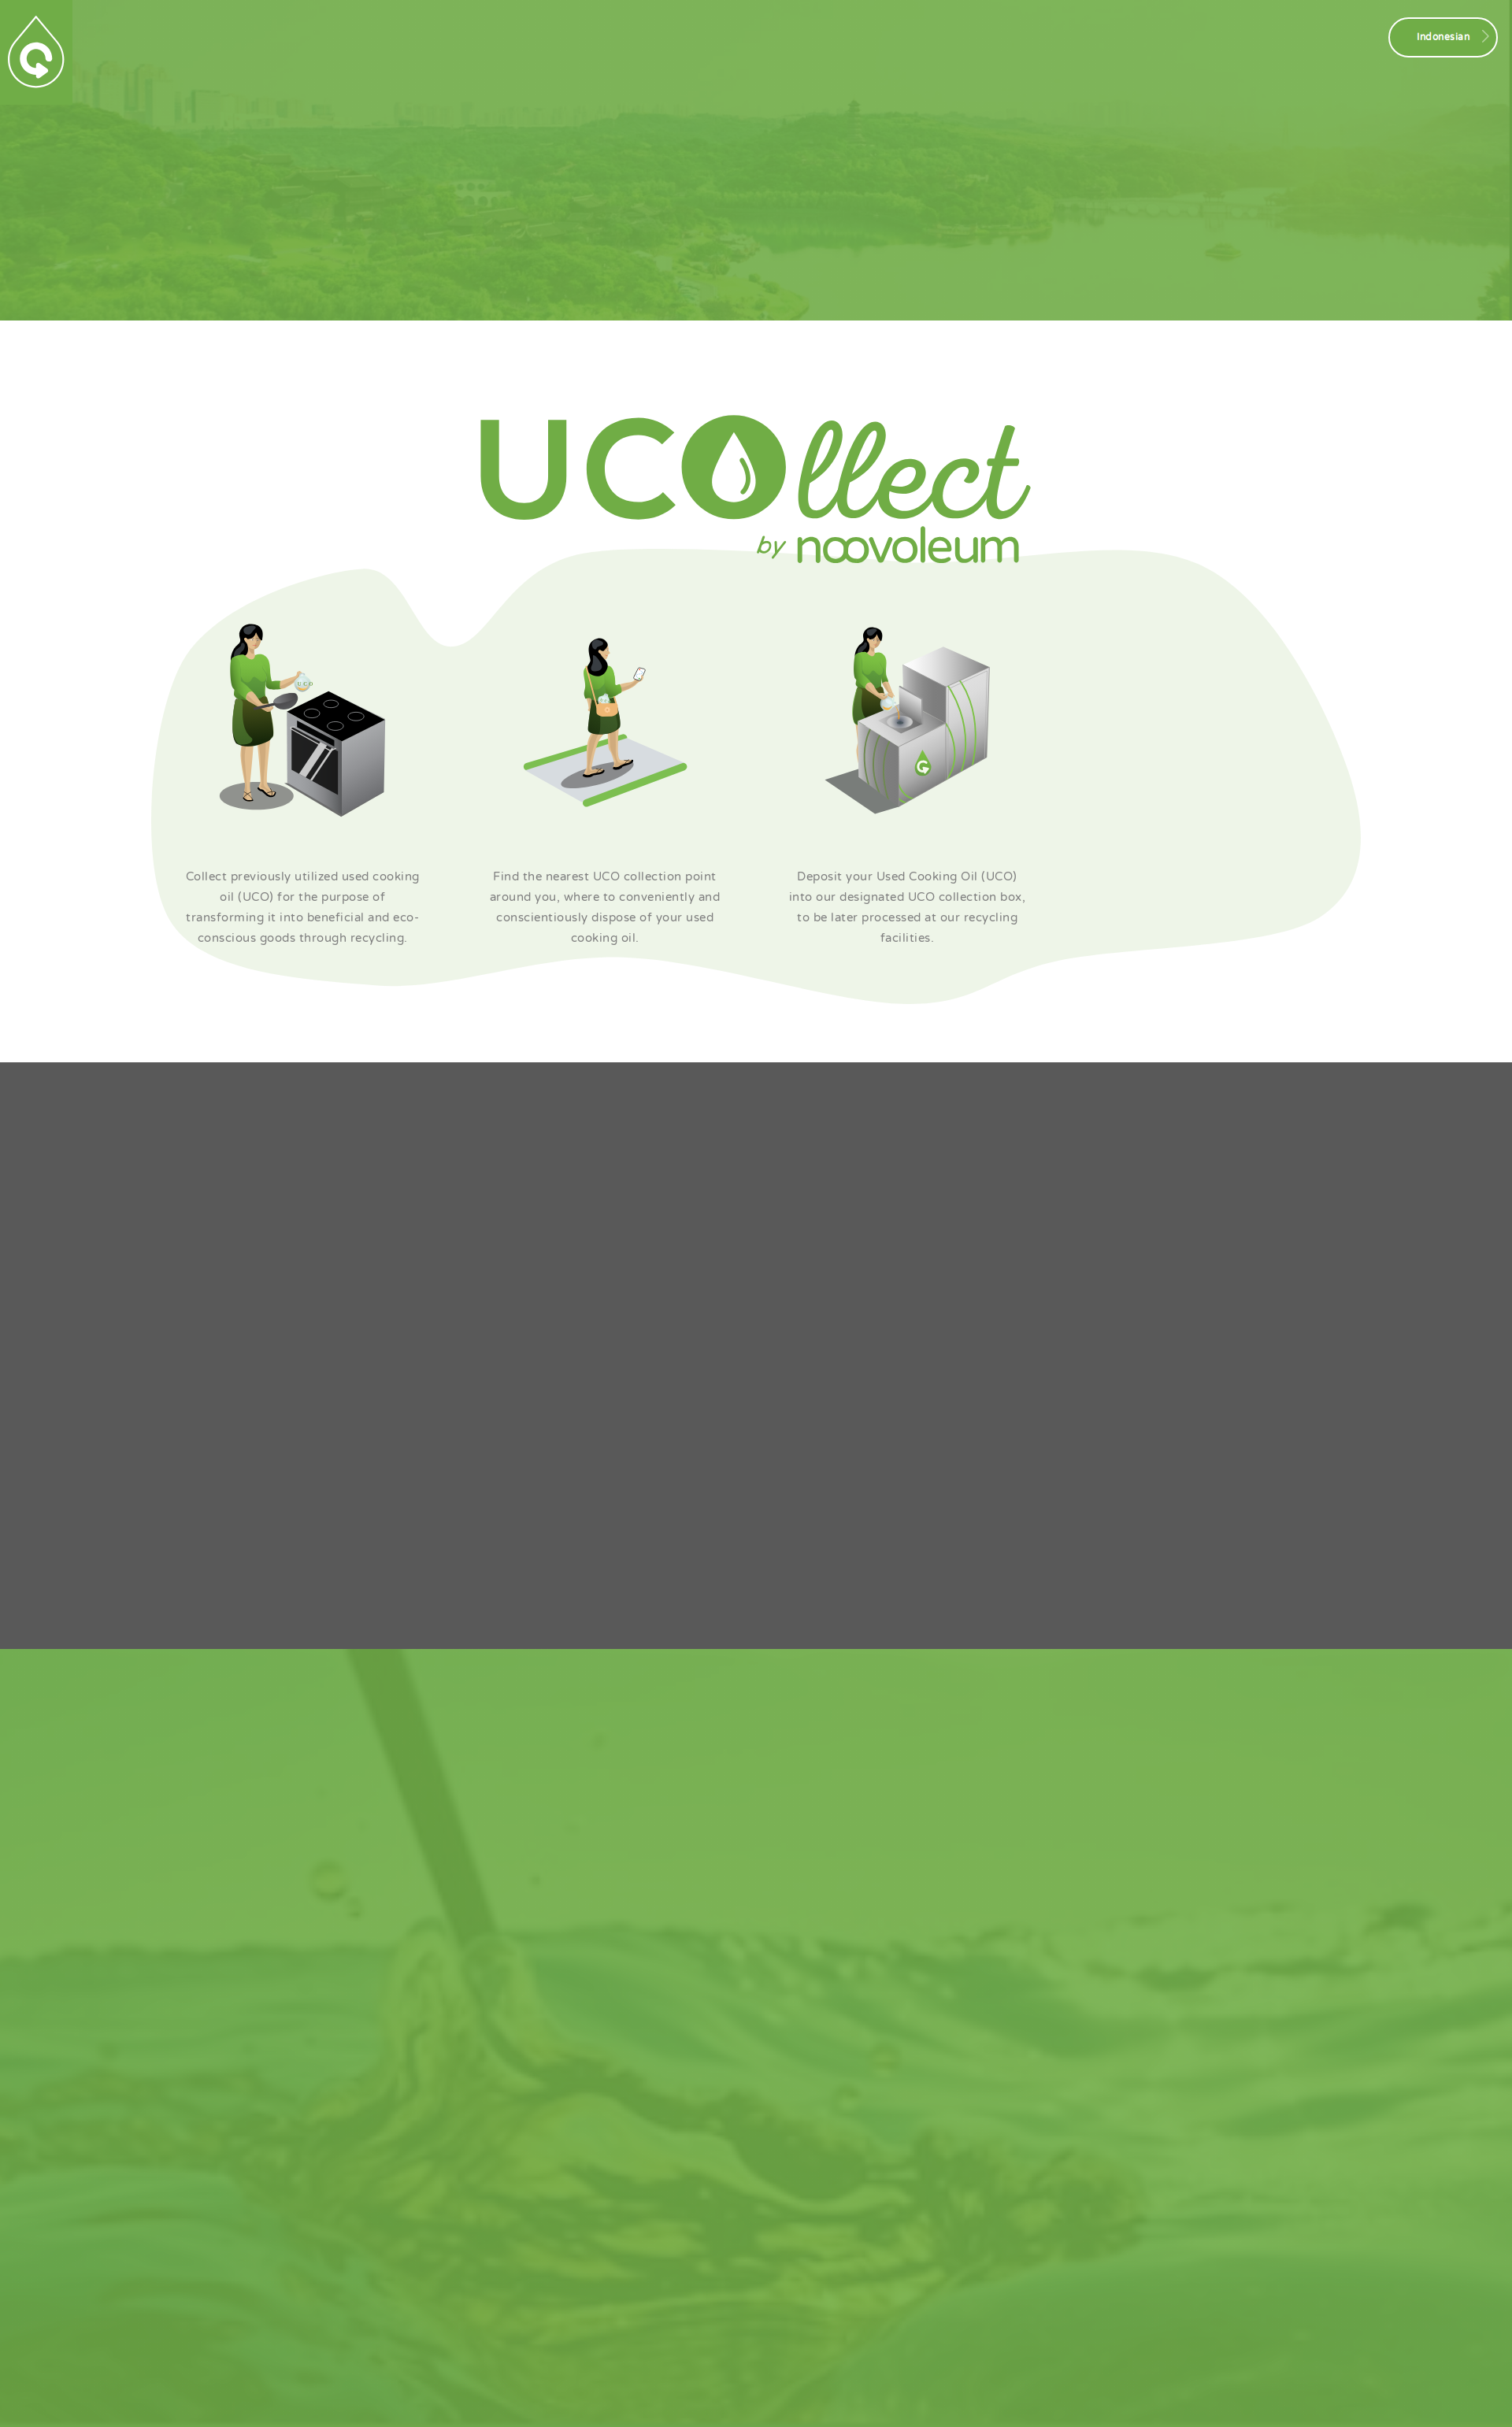 Indonesian
UCOllect
by noovoleum
UCO
Collect previously utilized used cooking
oil (UCO) for the purpose of
transforming it into beneficial and eco-
conscious goods through recycling.
Find the nearest UCO collection point
around you, where to conveniently and
conscientiously dispose of your used
cooking oil.
Deposit your Used Cooking Oil (UCO)
into our designated UCO collection box,
to be later processed at our recycling
facilities.